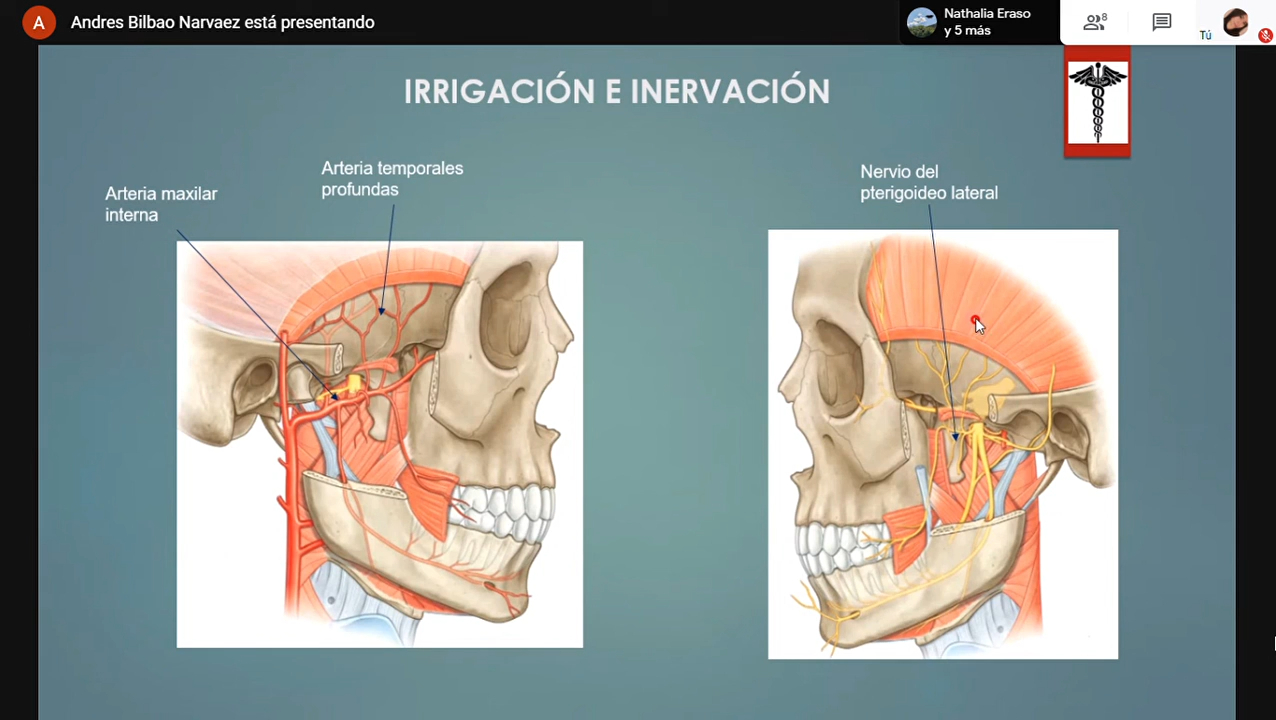 A
Andres Bilbao Narvaez está presentando
Nathalia Eraso
y 5 más
8
Tú
IRRIGACIÓN E INERVACIÓN
Arteria temporales
profundas
Arteria maxilar
interna
Nervio del
pterigoideo lateral